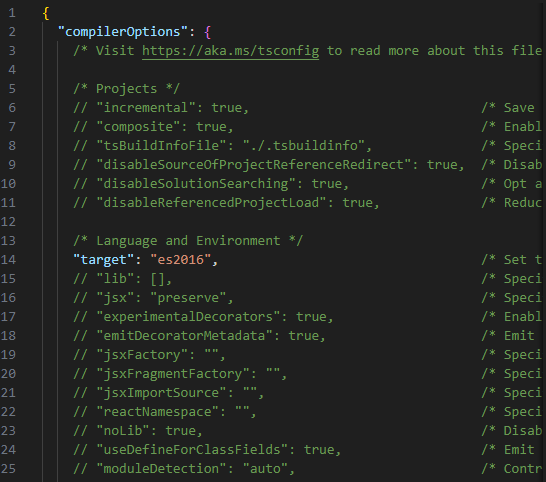 1 {
2 "compilerOptions": {
3 /* Visit https://aka.ms/tsconfig to read more about this file
4
5 /* Projects */
6 // "incremental": true, /* Save
7 // "composite": true, /* Enabl
8 // "tsBuildInfoFile": "./.tsbuildinfo", /* Speci
9 // "disableSourceOfProjectReferenceRedirect": true, /* Disab
10 // "disableSolutionSearching": true, /* Opt a
11 // "disableReferencedProjectLoad": true, /* Reduc
12
13 /* Language and Environment */
14 "target": "es2016", /* Set t
15 // "lib": [], /* Speci
16 // "jsx": "preserve", /* Speci
17 // "experimentalDecorators": true, /* Enabl
18 // "emitDecoratorMetadata": true, /* Emit
19 // "jsxFactory": "", /* Speci
20 // "jsxFragmentFactory": "", /* Speci
21 // "jsxImportSource": "", /* Speci
22 // "reactNamespace": "", /* Speci
23 // "noLib": true, /* Disab
24 // "useDefineForClassFields": true, /* Emit
25 // "moduleDetection": "auto", /* Contr